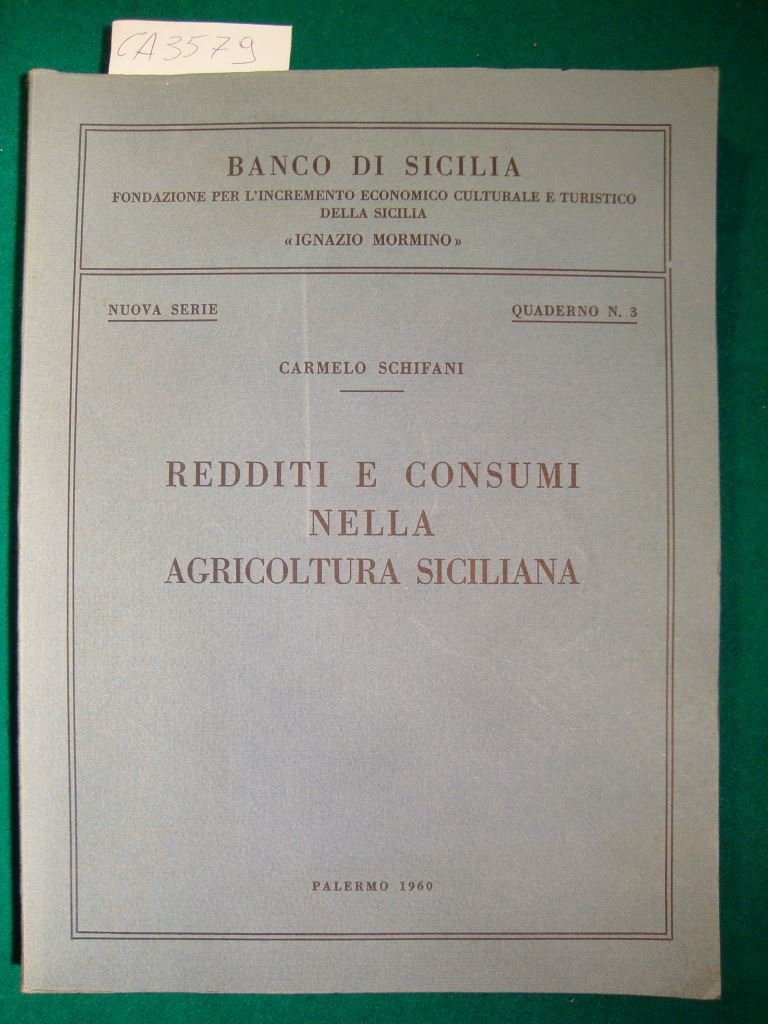 CA3579
BANCO DI SICILIA
FONDAZIONE PER L'INCREMENTO ECONOMICO CULTURALE E TURISTICO
DELLA SICILIA
«IGNAZIO MORMINO»
NUOVA SERIE
QUADERNO N. 3
CARMELO SCHIFANI
REDDITI E CONSUMI
NELLA
AGRICOLTURA SICILIANA
PALERMO 1960